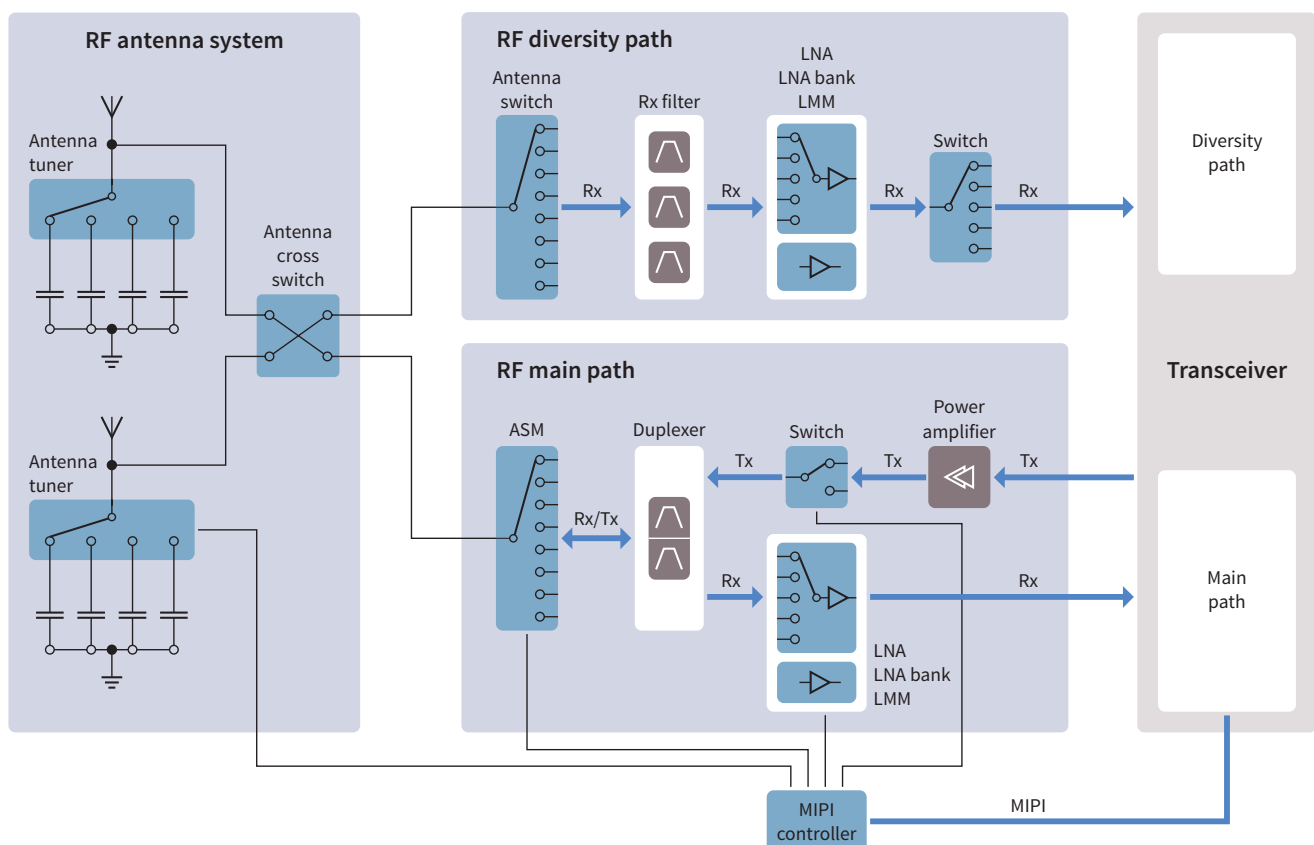 RF antenna system
Antenna
tuner
Antenna
cross
switch
Antenna
tuner
RF diversity path
Antenna
switch
Rx
Rx filter
Rx
LNA
LNA bank
LMM
Rx
Switch
Rx
RF main path
ASM
Rx/Tx
Duplexer
Tx
Switch
Tx
Power
amplifier
Tx
Rx
LNA
LNA bank
LMM
Rx
Diversity
path
Transceiver
Main
path
MIPI
controller
MIPI